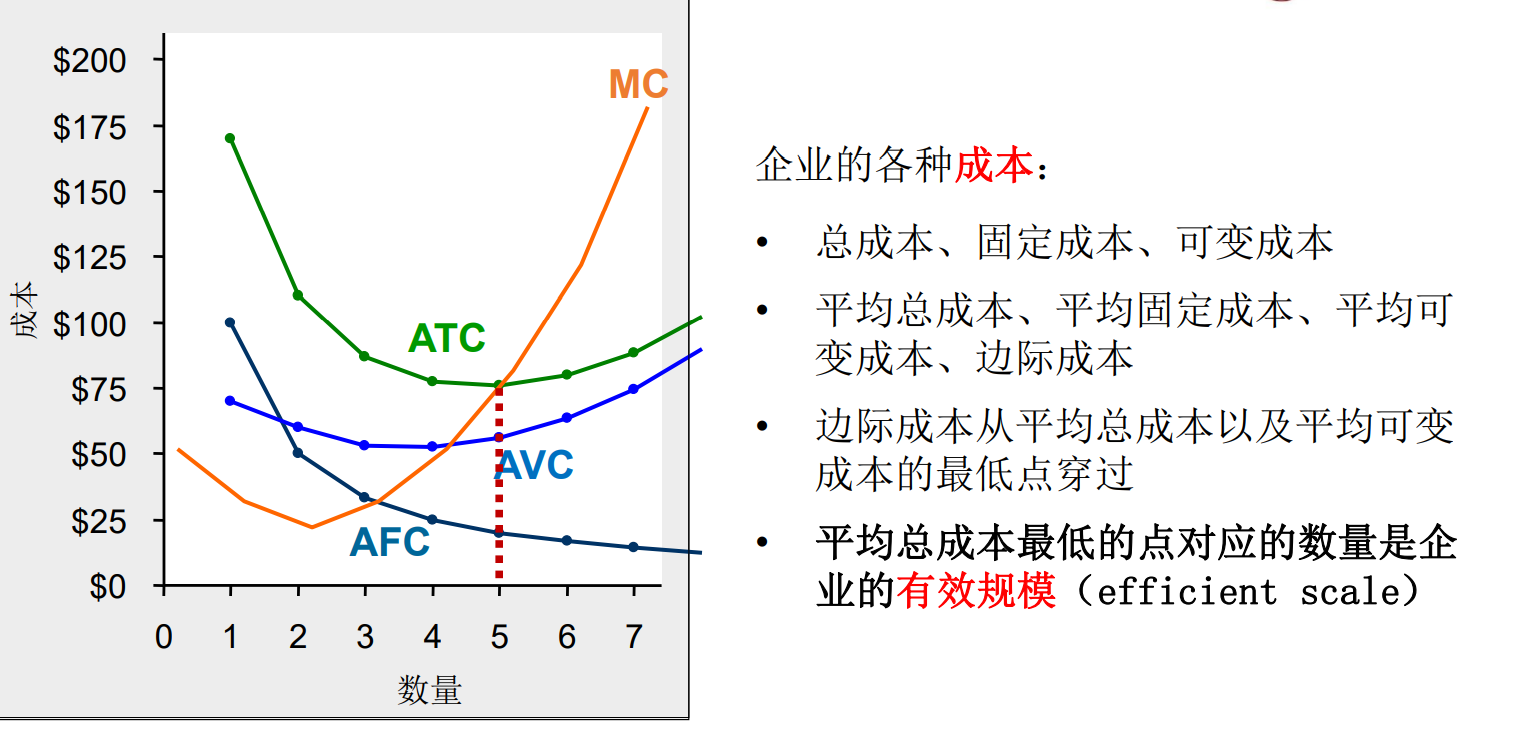 $200
$175
$150
$125
$100
$75
$50
$25
$0
成本
MC
ATC
AVC
AFC
0 1 2 3 4 5 6 7
数量
企业的各种成本：
• 总成本、固定成本、可变成本
• 平均总成本、平均固定成本、平均可
变成本、边际成本
• 边际成本从平均总成本以及平均可变
成本的最低点穿过
• 平均总成本最低的点对应的数量是企
业的有效规模（efficient scale）